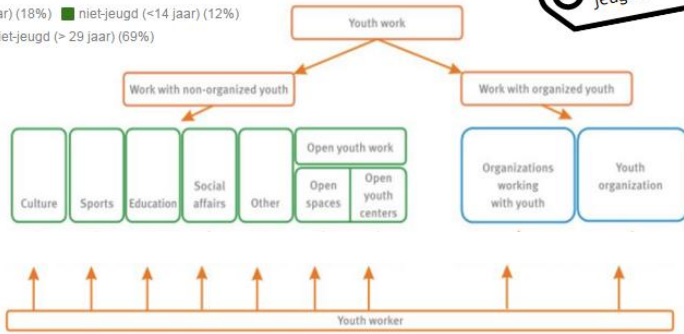 ar) (18%) niet-jeugd (<14 jaar) (12%)
et-jeugd (> 29 jaar) (69%)
Youth work
Work with non-organized youth
Work with organized youth
Open youth work
Culture
Sports
Education
Social
affairs
Other
Open
spaces
Open
youth
centers
Organizations
working
with youth
Youth
organization
Youth worker